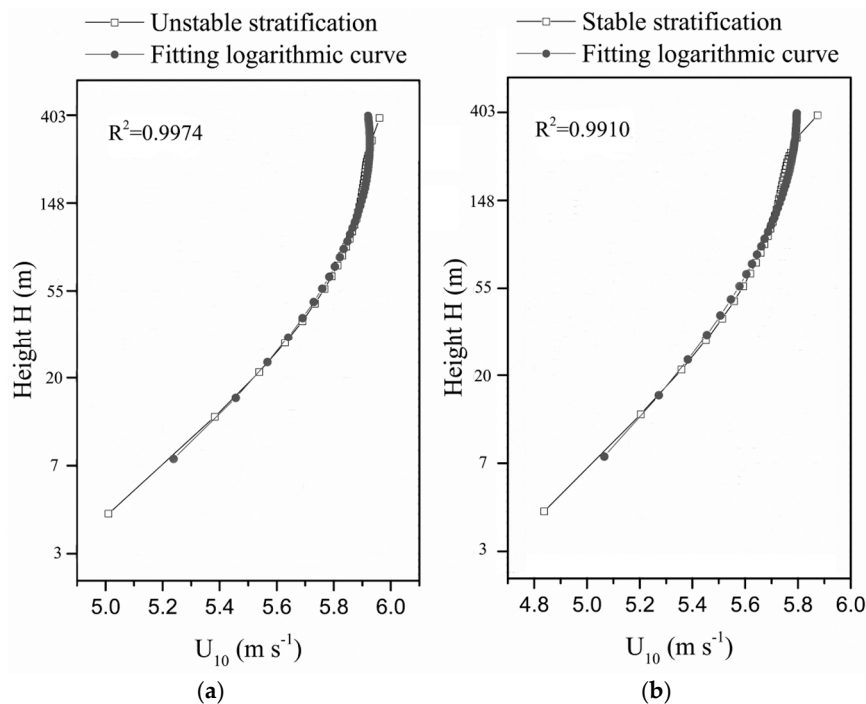 Unstable stratification
Fitting logarithmic curve
R²=0.9974
403
148
55
20
7
3
Height H (m)
5.0 5.2 5.4 5.6 5.8 6.0
U₁₀ (m s⁻¹)
(a)
Stable stratification
Fitting logarithmic curve
R²=0.9910
403
148
55
20
7
3
Height H (m)
4.8 5.0 5.2 5.4 5.6 5.8 6.0
U₁₀ (m s⁻¹)
(b)